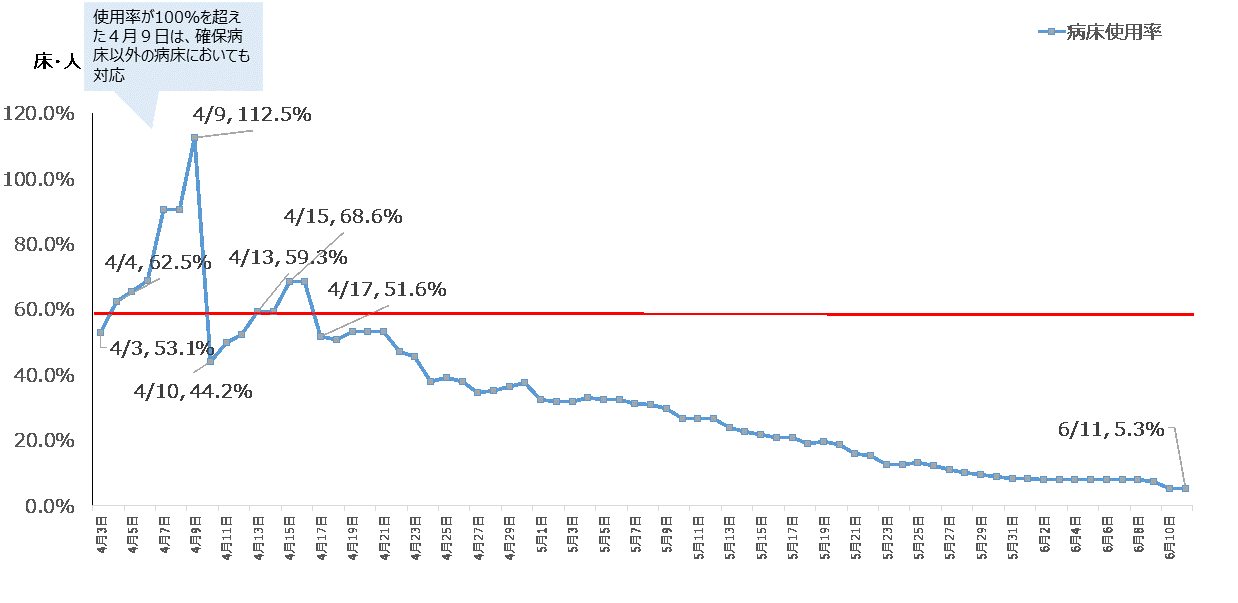 使用率が100%を超え
た４月９日は、確保病
床以外の病床においても
対応
床・人
病床使用率
120.0%
100.0%
80.0%
60.0%
40.0%
20.0%
0.0%
4/9, 112.5%
4/15, 68.6%
4/4, 62.5%
4/13, 59.3%
4/17, 51.6%
4/3, 53.1%
4/10, 44.2%
6/11, 5.3%
4月3日
4月5日
4月7日
4月9日
4月11日
4月13日
4月15日
4月17日
4月19日
4月21日
4月23日
4月25日
4月27日
4月29日
5月1日
5月3日
5月5日
5月7日
5月9日
5月11日
5月13日
5月15日
5月17日
5月19日
5月21日
5月23日
5月25日
5月27日
5月29日
5月31日
6月2日
6月4日
6月6日
6月8日
6月10日